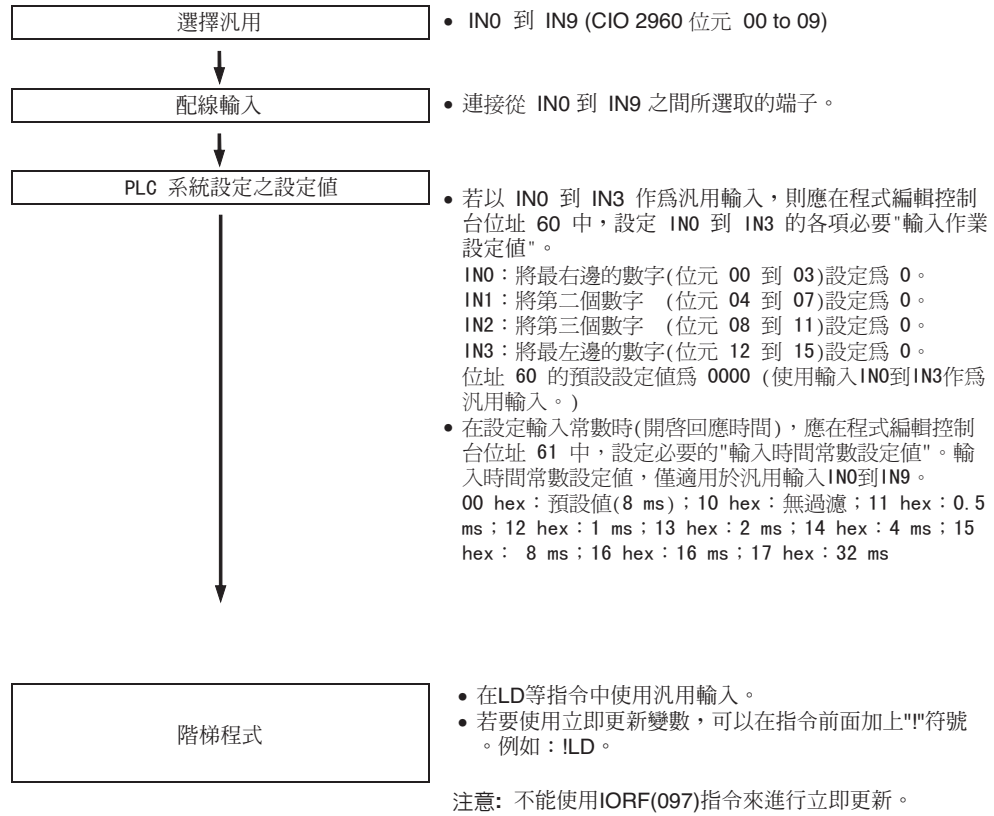 選擇汎用
• IN0 到 IN9 (CIO 2960 位元 00 to 09)
配線輸入
• 連接從 IN0 到 IN9 之間所選取的端子。
PLC 系統設定之設定值
• 若以 IN0 到 IN3 作爲汎用輸入，則應在程式編輯控制
台位址 60 中，設定 IN0 到 IN3 的各項必要"輸入作業
設定值"。
IN0：將最右邊的數字(位元 00 到 03)設定爲 0。
IN1：將第二個數字 (位元 04 到 07)設定爲 0。
IN2：將第三個數字 (位元 08 到 11)設定爲 0。
IN3：將最左邊的數字(位元 12 到 15)設定爲 0。
位址 60 的預設設定值爲 0000 (使用輸入IN0到IN3作爲
汎用輸入。)
• 在設定輸入常數時(開啓回應時間)，應在程式編輯控制
台位址 61 中，設定必要的"輸入時間常數設定值"。輸
入時間常數設定值，僅適用於汎用輸入IN0到IN9。
00 hex：預設值(8 ms)；10 hex：無過濾；11 hex：0.5
ms；12 hex：1 ms；13 hex：2 ms；14 hex：4 ms；15
hex： 8 ms；16 hex：16 ms；17 hex：32 ms
階梯程式
• 在LD等指令中使用汎用輸入。
• 若要使用立即更新變數，可以在指令前面加上"!"符號
。例如：!LD。
注意: 不能使用IORF(097)指令來進行立即更新。